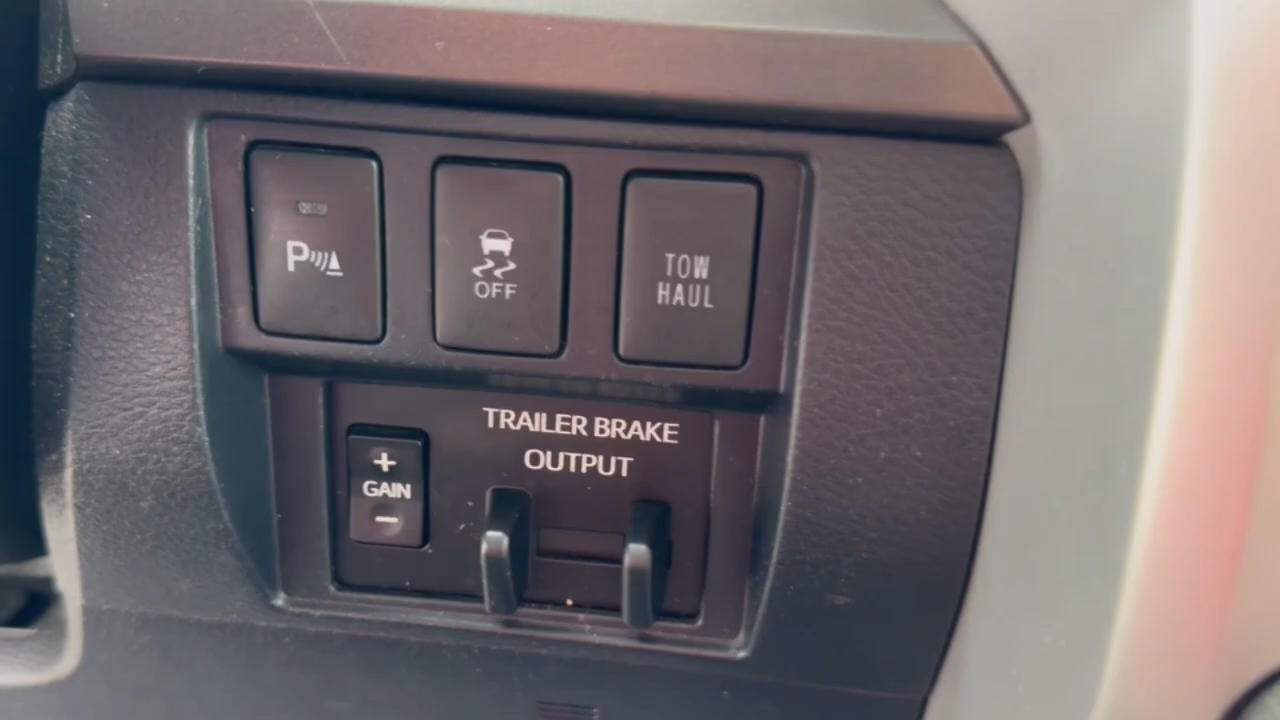 P
OFF
TOW
HAUL
TRAILER BRAKE
OUTPUT
+
GAIN
-